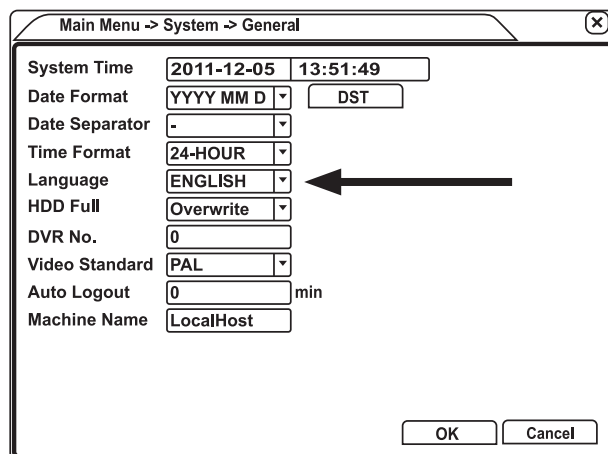 Main Menu -> System -> General
System Time 2011-12-05 13:51:49
Date Format YYYY MM D DST
Date Separator -
Time Format 24-HOUR
Language ENGLISH
HDD Full Overwrite
DVR No. 0
Video Standard PAL
Auto Logout 0 min
Machine Name LocalHost
OK Cancel